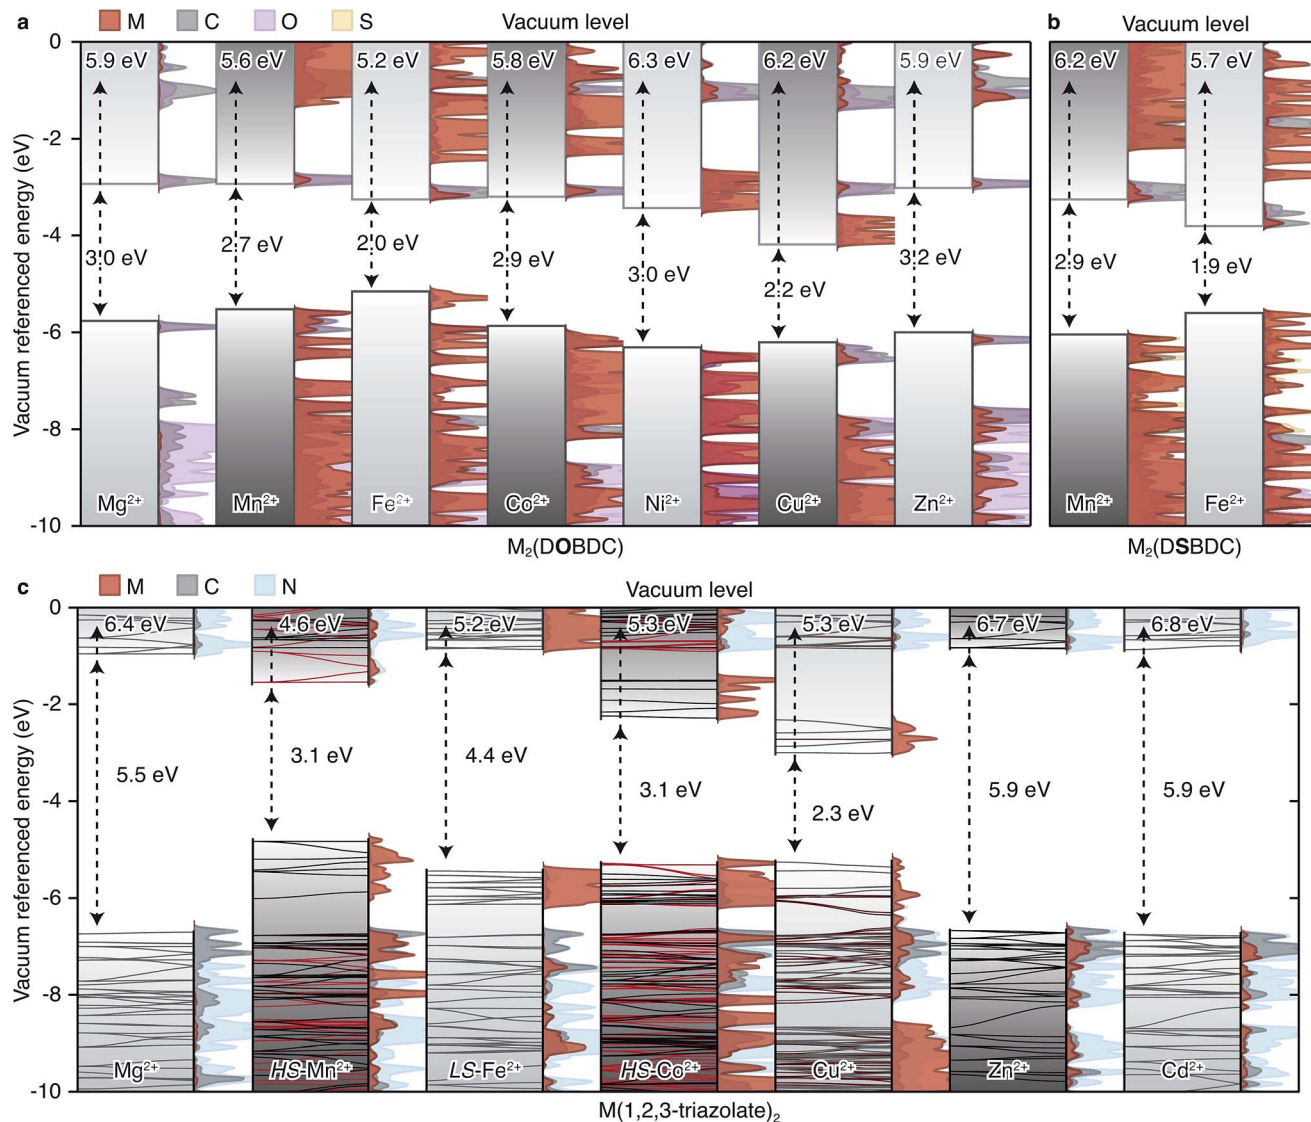 a M C O S Vacuum level
b Vacuum level
Vacuum referenced energy (eV)
0
-2
-4
-6
-8
-10
5.9 eV 5.6 eV 5.2 eV 5.8 eV 6.3 eV 6.2 eV 5.9 eV
3.0 eV 2.7 eV 2.0 eV 2.9 eV 3.0 eV 2.2 eV 3.2 eV
Mg²⁺ Mn²⁺ Fe²⁺ Co²⁺ Ni²⁺ Cu²⁺ Zn²⁺
M₂(DOBDC)
6.2 eV 5.7 eV
2.9 eV 1.9 eV
Mn²⁺ Fe²⁺
M₂(DSBDC)
c M C N Vacuum level
Vacuum referenced energy (eV)
0
-2
-4
-6
-8
-10
6.4 eV 4.6 eV 5.2 eV 5.3 eV 5.3 eV 6.7 eV 6.8 eV
5.5 eV 3.1 eV 4.4 eV 3.1 eV 2.3 eV 5.9 eV 5.9 eV
Mg²⁺ HS-Mn²⁺ LS-Fe²⁺ HS-Co²⁺ Cu²⁺ Zn²⁺ Cd²⁺
M(1,2,3-triazolate)₂